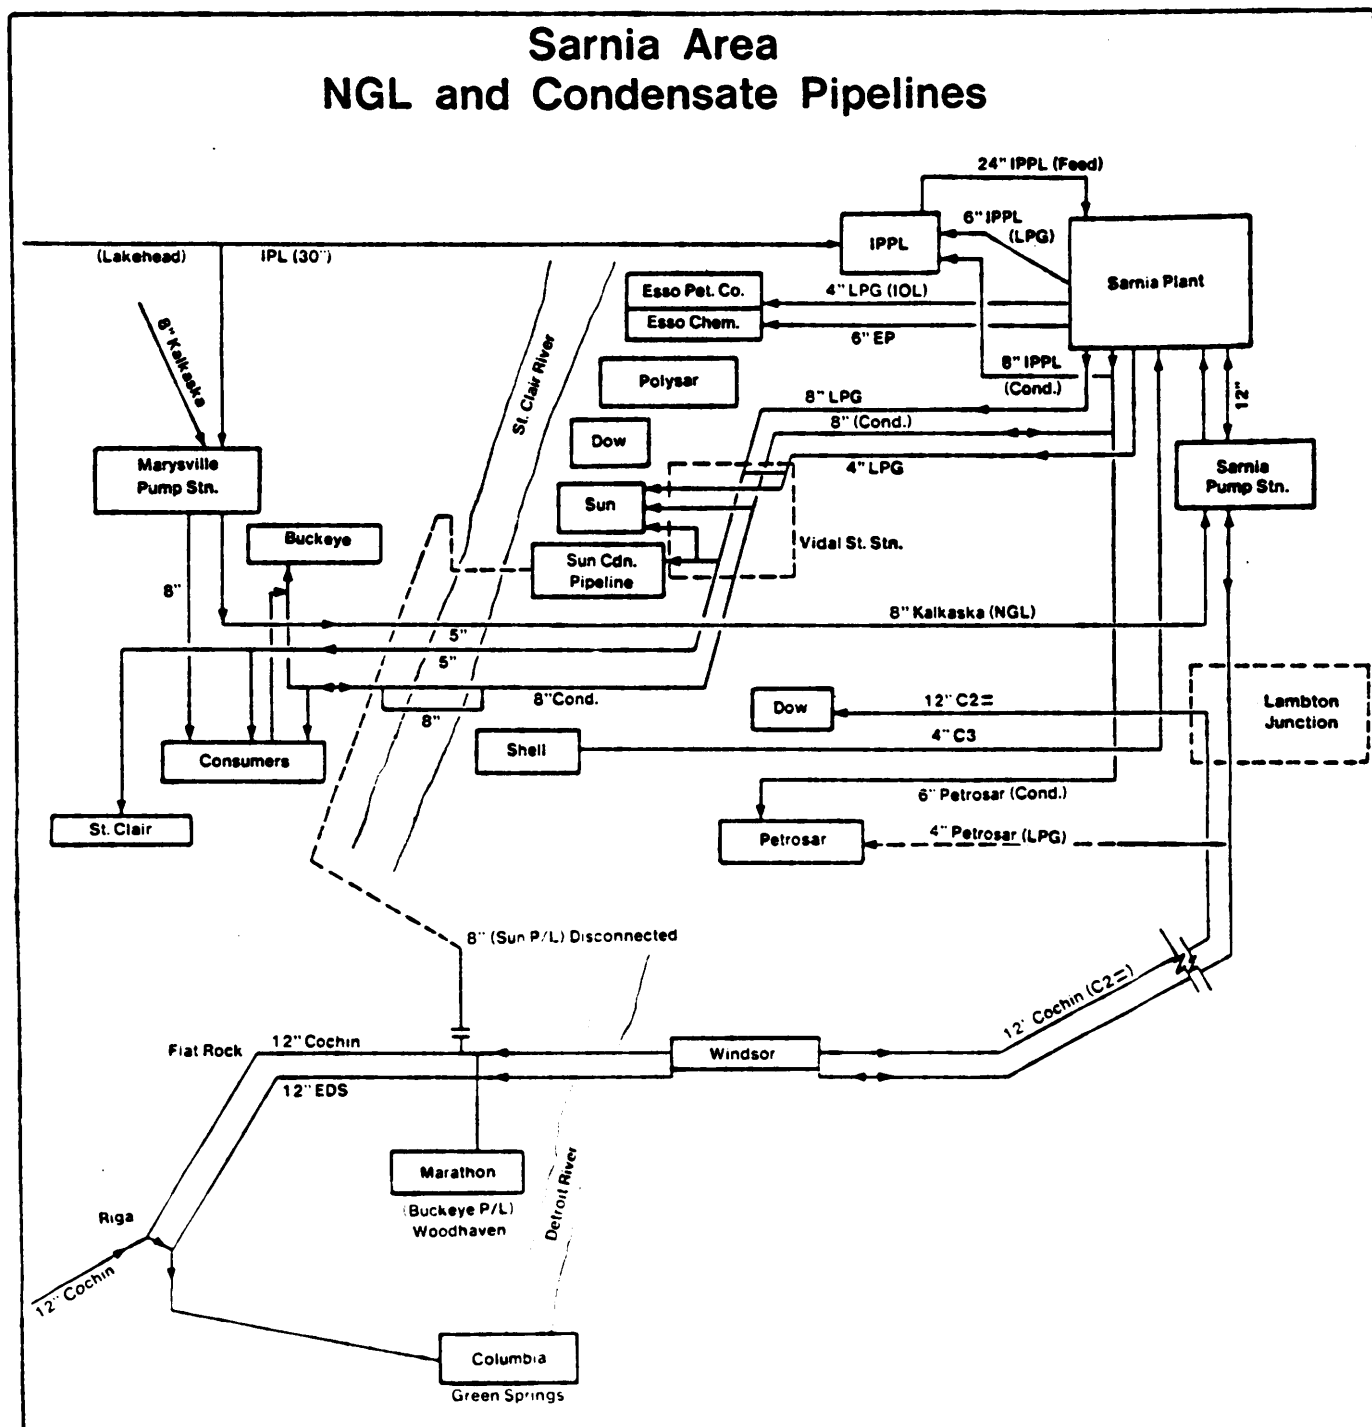 Sarnia Area
NGL and Condensate Pipelines
24" IPPL (Feed)
6" IPPL
(LPG)
IPPL
(Lakehead)
IPL (30")
Sarnia Plant
Esso Pet. Co.
4" LPG (IOL)
Esso Chem.
6" EP
8" Kalkaska
St. Clair River
8" IPPL
(Cond.)
Polysar
12"
8" LPG
8" (Cond.)
Dow
4" LPG
Marysville
Pump Stn.
Sarnia
Pump Stn.
Sun
Buckeye
Vidal St. Stn.
Sun Cdn.
Pipeline
8"
8" Kalkaska (NGL)
5"
5"
8" Cond.
8"
Dow
12" C2=
Lambton
Junction
Shell
4" C3
Consumers
6" Petrosar (Cond.)
St. Clair
Petrosar
4" Petrosar (LPG)
8" (Sun P/L) Disconnected
12' Cochin (C2=)
Flat Rock
12" Cochin
Windsor
12" EDS
Marathon
(Buckeye P/L)
Woodhaven
Detroit River
Riga
12" Cochin
Columbia
Green Springs